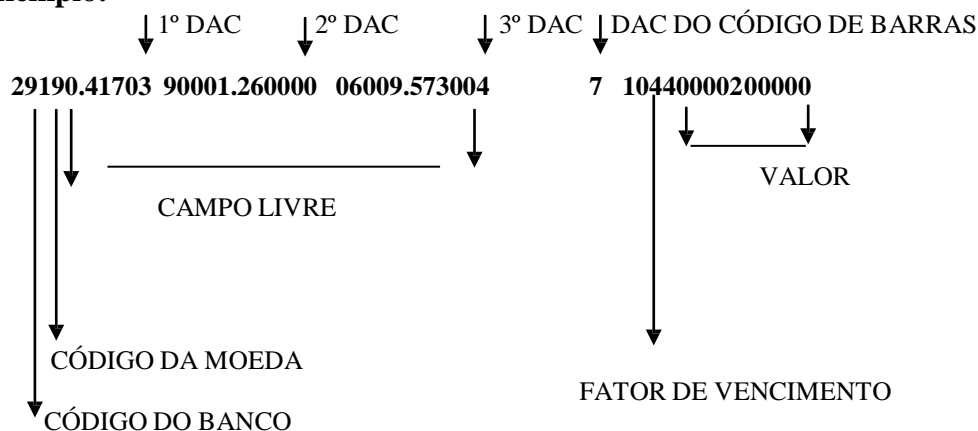 1º DAC 2º DAC 3º DAC DAC DO CÓDIGO DE BARRAS
29190.41703 90001.260000 06009.573004 7 10440000200000
VALOR
CAMPO LIVRE
CÓDIGO DA MOEDA
FATOR DE VENCIMENTO
CÓDIGO DO BANCO